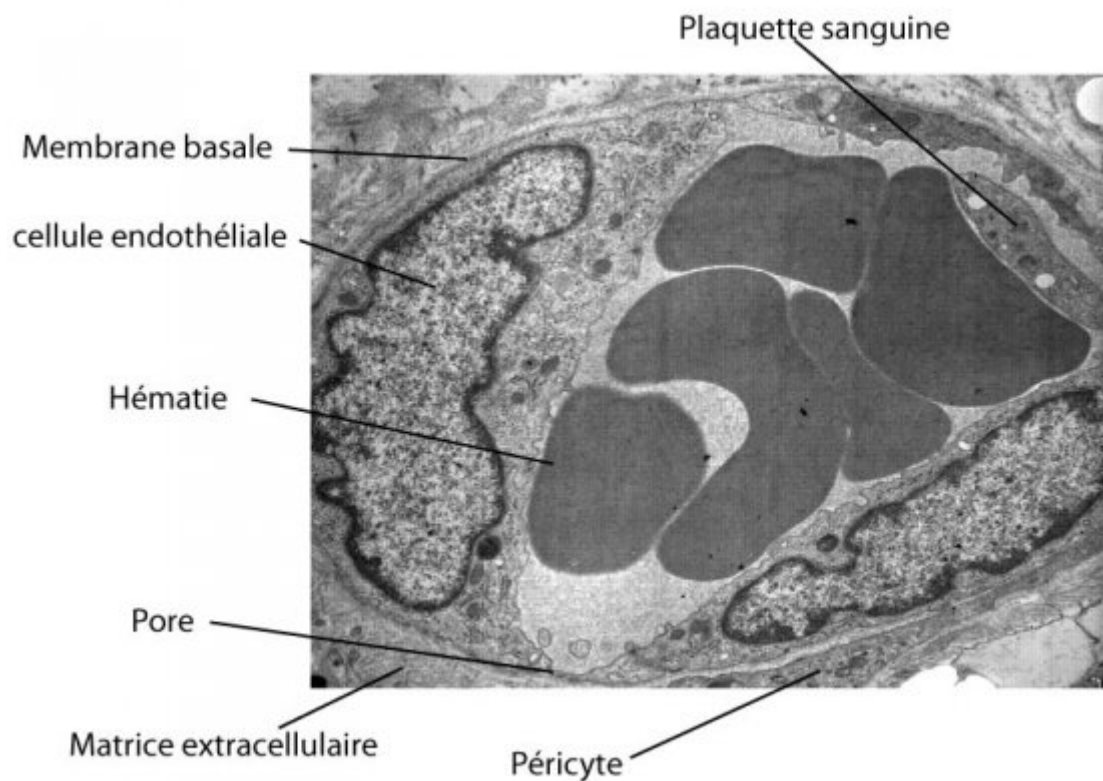 Plaquette sanguine
Membrane basale
cellule endothéliale
Hématie
Pore
Matrice extracellulaire
Péricyte